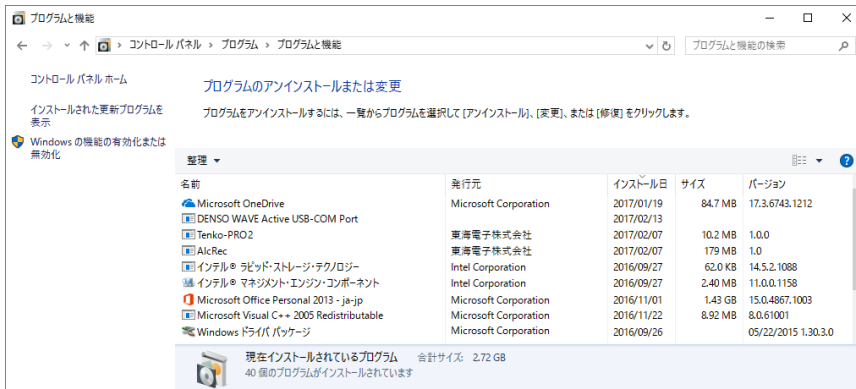 プログラムと機能
コントロール パネル › プログラム › プログラムと機能
プログラムと機能の検索
コントロール パネル ホーム
インストールされた更新プログラムを
表示
Windows の機能の有効化または
無効化
プログラムのアンインストールまたは変更
プログラムをアンインストールするには、一覧からプログラムを選択して [アンインストール]、[変更]、または [修復] をクリックします。
整理
名前 発行元 インストール日 サイズ バージョン
Microsoft OneDrive Microsoft Corporation 2017/01/19 84.7 MB 17.3.6743.1212
DENSO WAVE Active USB-COM Port 2017/02/13
Tenko-PRO2 東海電子株式会社 2017/02/07 10.2 MB 1.0.0
AlcRec 東海電子株式会社 2017/02/07 179 MB 1.0
インテル® ラピッド・ストレージ・テクノロジー Intel Corporation 2016/09/27 62.0 KB 14.5.2.1088
インテル® マネジメント・エンジン・コンポーネント Intel Corporation 2016/09/27 2.40 MB 11.0.0.1158
Microsoft Office Personal 2013 - ja-jp Microsoft Corporation 2016/11/01 1.43 GB 15.0.4867.1003
Microsoft Visual C++ 2005 Redistributable Microsoft Corporation 2016/11/22 8.92 MB 8.0.61001
Windows ドライバ パッケージ Microsoft Corporation 2016/09/26 05/22/2015 1.30.3.0
現在インストールされているプログラム 合計サイズ: 2.72 GB
40 個のプログラムがインストールされています